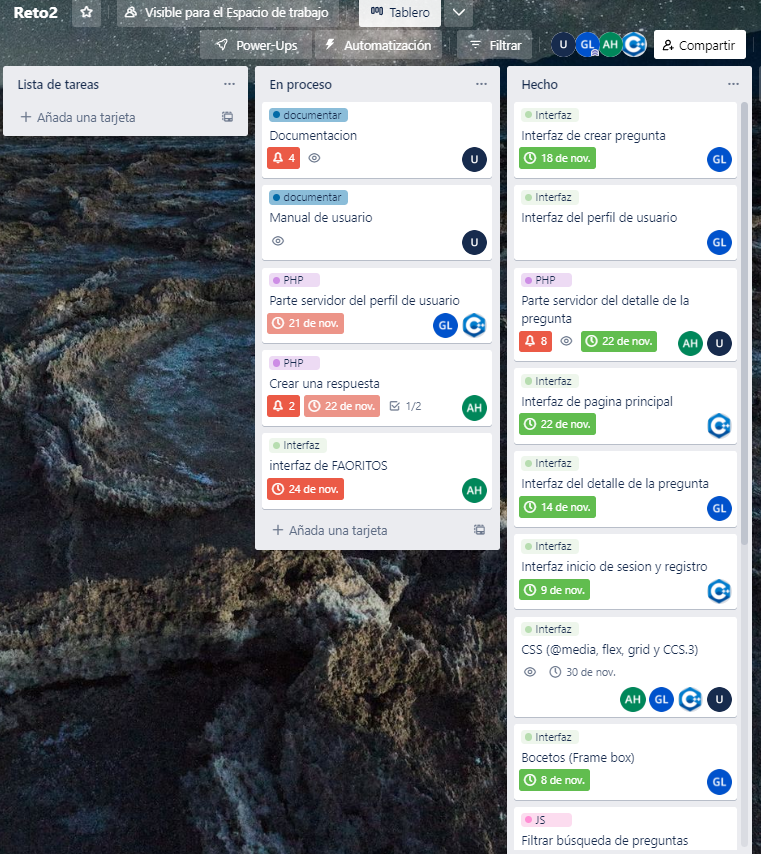 Reto2
Visible para el Espacio de trabajo
Tablero
Power-Ups
Automatización
Filtrar
U
GL
AH
C++
Compartir
Lista de tareas
Añada una tarjeta
En proceso
documentar
Documentacion
4
U
documentar
Manual de usuario
U
PHP
Parte servidor del perfil de usuario
21 de nov.
GL
C++
PHP
Crear una respuesta
2
22 de nov.
1/2
AH
Interfaz
interfaz de FAORITOS
24 de nov.
AH
Añada una tarjeta
Hecho
Interfaz
Interfaz de crear pregunta
18 de nov.
GL
Interfaz
Interfaz del perfil de usuario
GL
PHP
Parte servidor del detalle de la
pregunta
8
22 de nov.
AH
U
Interfaz
Interfaz de pagina principal
22 de nov.
C++
Interfaz
Interfaz del detalle de la pregunta
14 de nov.
GL
Interfaz
Interfaz inicio de sesion y registro
9 de nov.
C++
Interfaz
CSS (@media, flex, grid y CCS.3)
30 de nov.
AH
GL
C++
U
Interfaz
Bocetos (Frame box)
8 de nov.
GL
JS
Filtrar búsqueda de preguntas